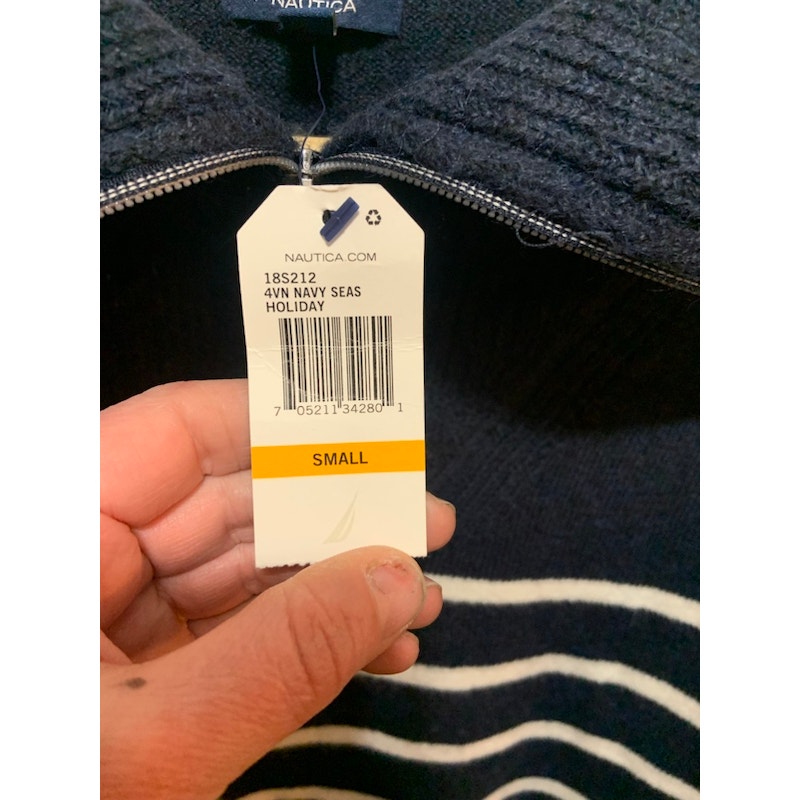 NAUTICA
NAUTICA.COM
18S212
4VN NAVY SEAS
HOLIDAY
7 05211 34280 1
SMALL